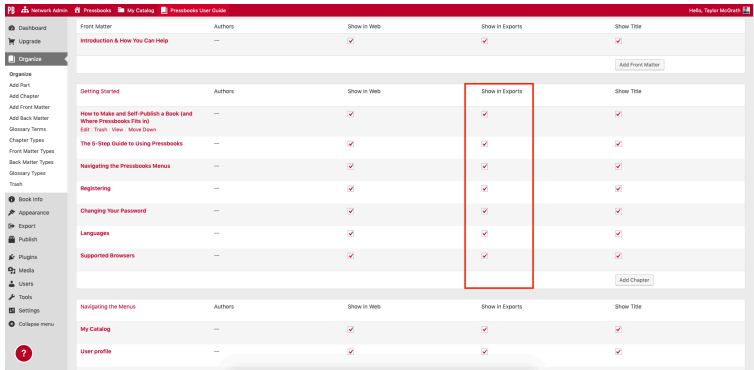 PB Network Admin Pressbooks My Catalog Pressbooks User Guide Hello, Taylor McGrath
Dashboard
Upgrade
Organize
Organize
Add Part
Add Chapter
Add Front Matter
Add Back Matter
Glossary Terms
Chapter Types
Front Matter Types
Back Matter Types
Glossary Types
Trash
Book Info
Appearance
Export
Publish
Plugins
Media
Users
Tools
Settings
Collapse menu
?
Front Matter Authors Show in Web Show in Exports Show Title
Introduction & How You Can Help —
Add Front Matter
Getting Started Authors Show in Web Show in Exports Show Title
How to Make and Self-Publish a Book (and —
Where Pressbooks Fits in)
Edit | Trash | View | Move Down
The 5-Step Guide to Using Pressbooks —
Navigating the Pressbooks Menus —
Registering —
Changing Your Password —
Languages —
Supported Browsers —
Add Chapter
Navigating the Menus Authors Show in Web Show in Exports Show Title
My Catalog —
User profile —